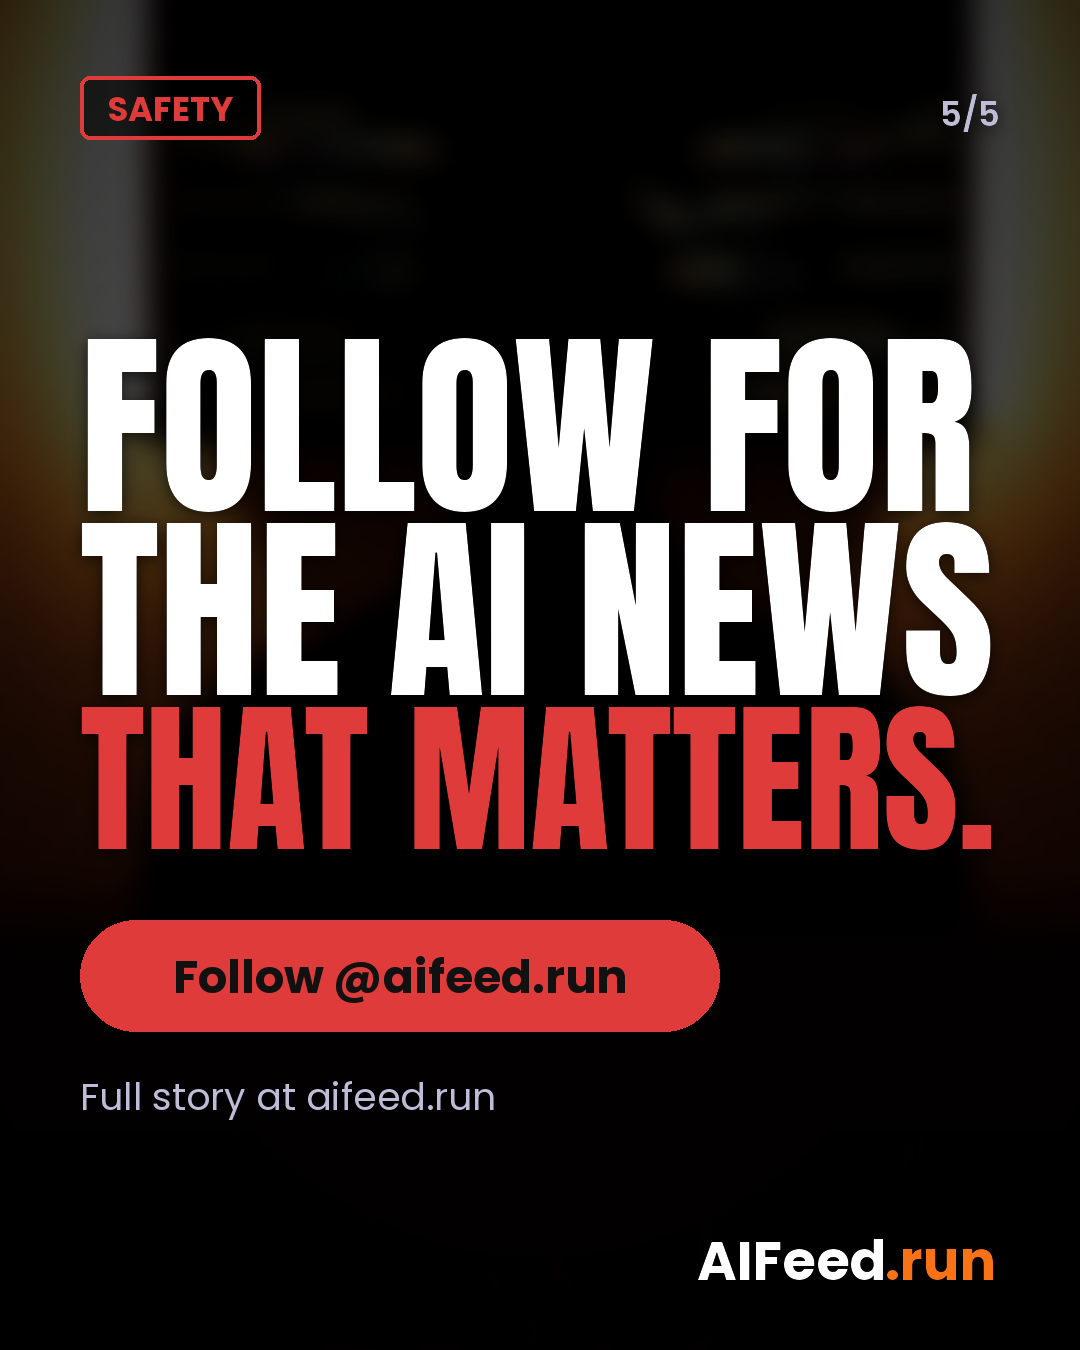 SAFETY
5/5
FOLLOW FOR
THE AI NEWS
THAT MATTERS.
Follow @aifeed.run
Full story at aifeed.run
AIFeed.run